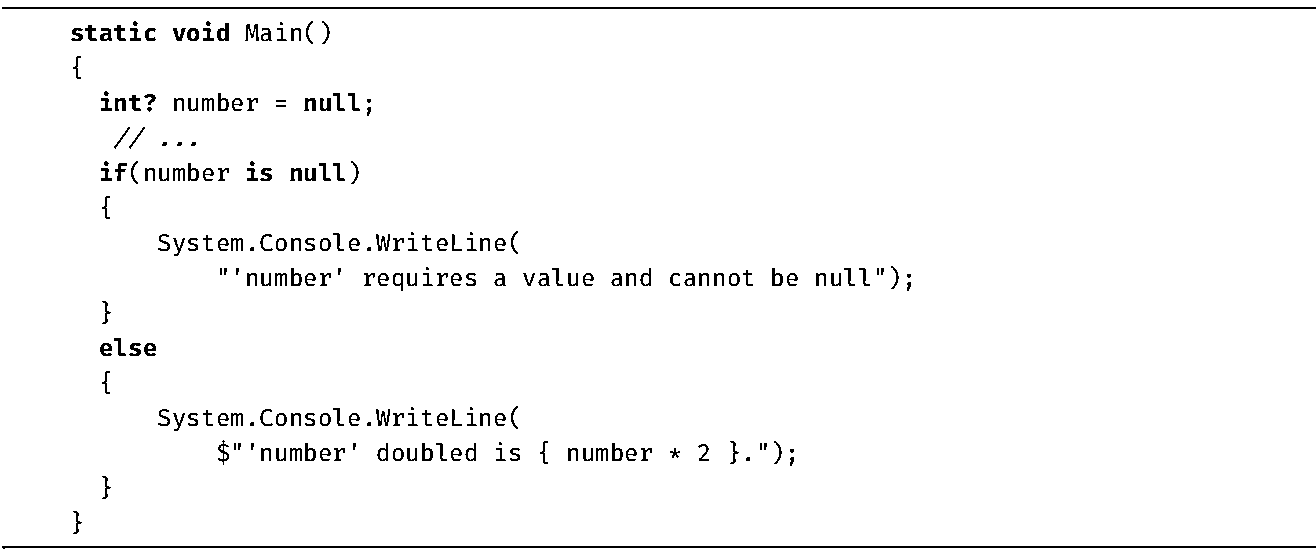 static void Main()
{
  int? number = null;
   // ...
  if(number is null)
  {
      System.Console.WriteLine(
          "'number' requires a value and cannot be null");
  }
  else
  {
      System.Console.WriteLine(
          $"'number' doubled is { number * 2 }.");
  }
}